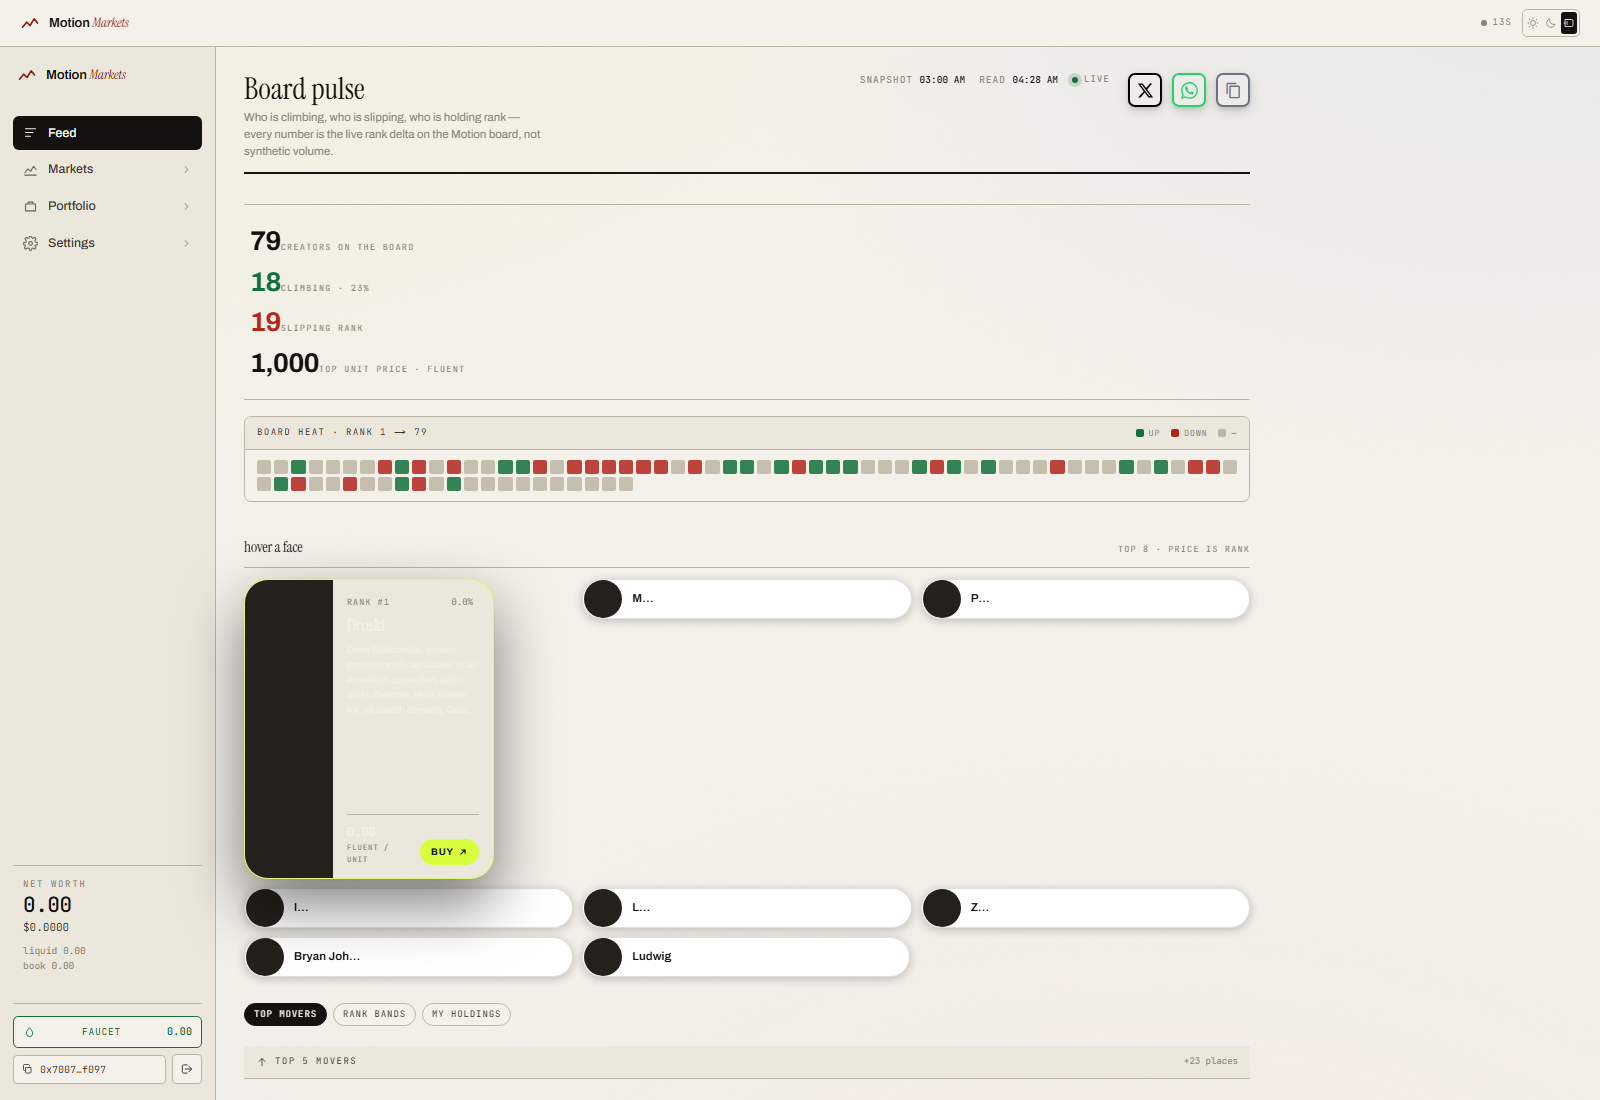 Motion Markets
13S
Motion Markets
Feed
Markets
Portfolio
Settings
NET WORTH
0.00
$0.0000
liquid 0.00
book 0.00
FAUCET 0.00
0x7007…f097
Board pulse
Who is climbing, who is slipping, who is holding rank —
every number is the live rank delta on the Motion board, not
synthetic volume.
SNAPSHOT 03:00 AM READ 04:28 AM LIVE
79 CREATORS ON THE BOARD
18 CLIMBING · 23%
19 SLIPPING RANK
1,000 TOP UNIT PRICE · FLUENT
BOARD HEAT · RANK 1 → 79
UP DOWN —
hover a face
TOP 8 · PRICE IS RANK
RANK #1 0.0%
Druski
0.00
FLUENT /
UNIT
BUY ↗
M...
P...
I...
L...
Z...
Bryan Joh...
Ludwig
TOP MOVERS
RANK BANDS
MY HOLDINGS
↑ TOP 5 MOVERS
+23 places